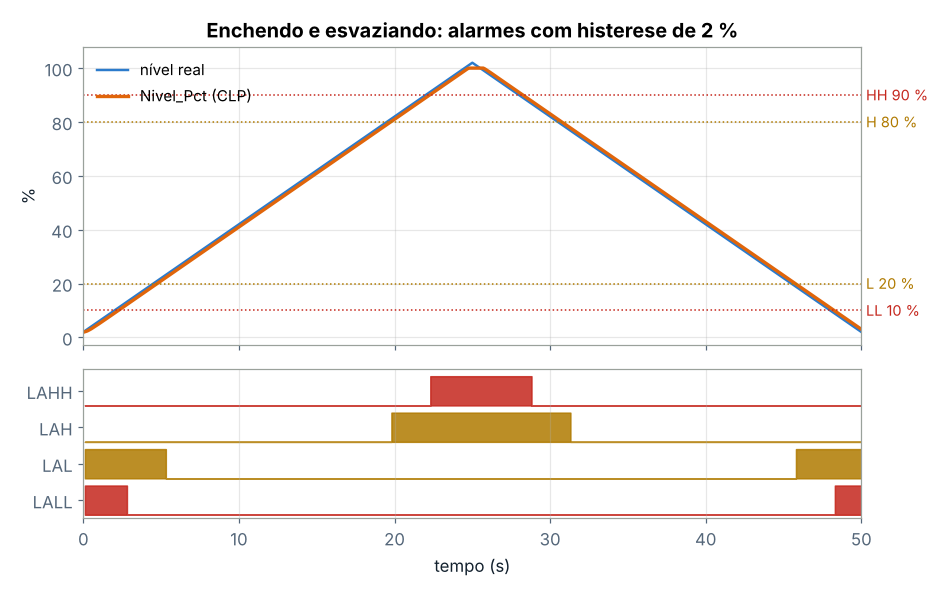 Enchendo e esvaziando: alarmes com histerese de 2 %
nível real
Nivel_Pct (CLP)
100
80
60
40
20
0
%
HH 90 %
H 80 %
L 20 %
LL 10 %
LAHH
LAH
LAL
LALL
0 10 20 30 40 50
tempo (s)